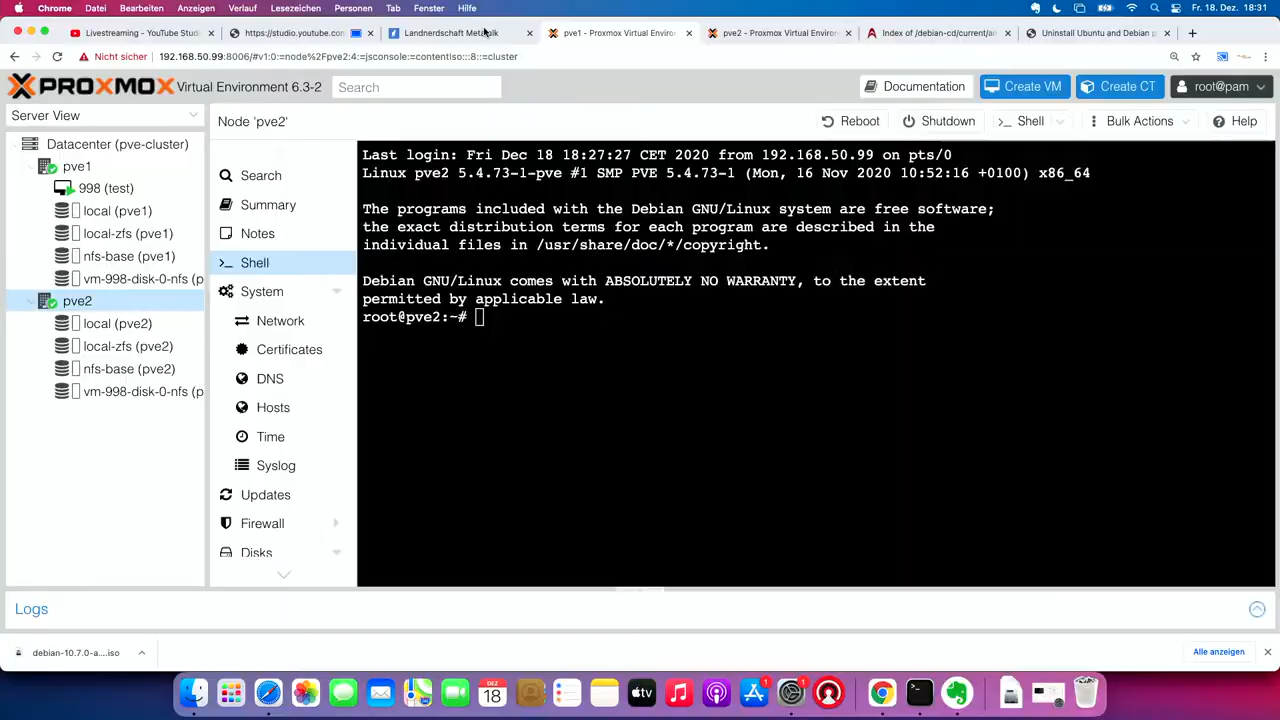 Chrome Datei Bearbeiten Anzeigen Verlauf Lesezeichen Personen Tab Fenster Hilfe Fr. 18. Dez. 18:31
Livestreaming - YouTube Studi
https://studio.youtube.com
Landnerdschaft
pve1 - Proxmox Virtual Environ
pve2 - Proxmox Virtual Environ
Index of /debian-cd/current/an
Uninstall Ubuntu and Debian p
Nicht sicher 192.168.50.99:8006/#v1:0:=node%2Fpve2:4:=jsconsole=contentIso:::8::=cluster
PROXMOX Virtual Environment 6.3-2 Search Documentation Create VM Create CT root@pam
Server View
Node 'pve2' Reboot Shutdown >_ Shell Bulk Actions Help
Datacenter (pve-cluster)
pve1
998 (test)
local (pve1)
local-zfs (pve1)
nfs-base (pve1)
vm-998-disk-0-nfs (p
pve2
local (pve2)
local-zfs (pve2)
nfs-base (pve2)
vm-998-disk-0-nfs (p
Search
Summary
Notes
>_ Shell
System
Network
Certificates
DNS
Hosts
Time
Syslog
Updates
Firewall
Disks
Last login: Fri Dec 18 18:27:27 CET 2020 from 192.168.50.99 on pts/0
Linux pve2 5.4.73-1-pve #1 SMP PVE 5.4.73-1 (Mon, 16 Nov 2020 10:52:16 +0100) x86_64
The programs included with the Debian GNU/Linux system are free software;
the exact distribution terms for each program are described in the
individual files in /usr/share/doc/*/copyright.
Debian GNU/Linux comes with ABSOLUTELY NO WARRANTY, to the extent
permitted by applicable law.
root@pve2:~#
Logs
debian-10.7.0-a....iso
Alle anzeigen
DEZ
18
tv
1
1